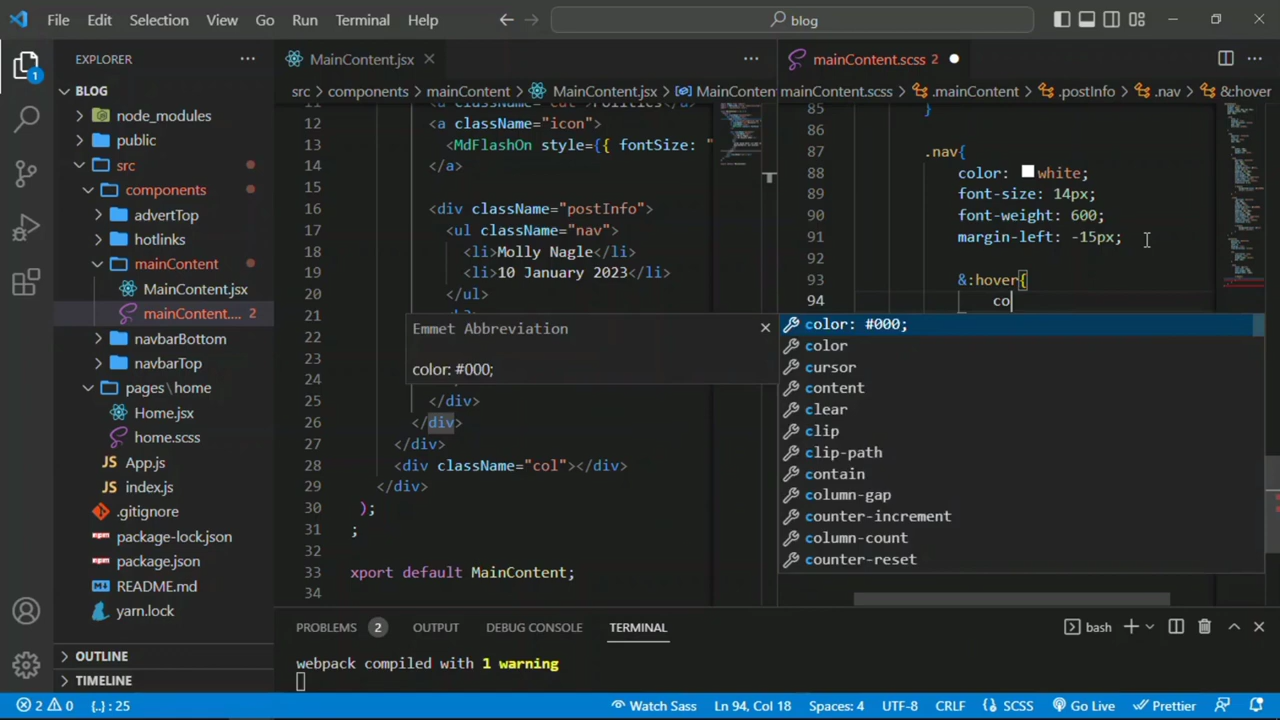 File Edit Selection View Go Run Terminal Help
blog
EXPLORER
BLOG
node_modules
public
src
components
advertTop
hotlinks
mainContent
MainContent.jsx
mainContent.... 2
navbarBottom
navbarTop
pages\home
Home.jsx
home.scss
App.js
index.js
.gitignore
package-lock.json
package.json
README.md
yarn.lock
OUTLINE
TIMELINE
1
MainContent.jsx
src > components > mainContent > MainContent.jsx > MainConten
12 <a className="icon">
13 <MdFlashOn style={{ fontSize: "
14 </a>
15
16 <div className="postInfo">
17 <ul className="nav">
18 <li>Molly Nagle</li>
19 <li>10 January 2023</li>
20 </ul>
21
22
23
24
25 </div>
26 </div>
27 </div>
28 <div className="col"></div>
29 </div>
30 );
31 ;
32
33 xport default MainContent;
34
mainContent.scss 2
mainContent.scss > .mainContent > .postInfo > .nav > &:hover
85 }
86
87 .nav{
88 color: white;
89 font-size: 14px;
90 font-weight: 600;
91 margin-left: -15px;
92
93 &:hover{
94 co
Emmet Abbreviation
color: #000;
color: #000;
color
cursor
content
clear
clip
clip-path
contain
column-gap
counter-increment
column-count
counter-reset
PROBLEMS 2 OUTPUT DEBUG CONSOLE TERMINAL
bash
webpack compiled with 1 warning
2 0 {..} : 25 Watch Sass Ln 94, Col 18 Spaces: 4 UTF-8 CRLF SCSS Go Live Prettier